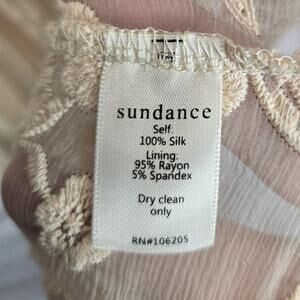 sundance
Self:
100% Silk
Lining:
95% Rayon
5% Spandex
Dry clean
only
RN#106205